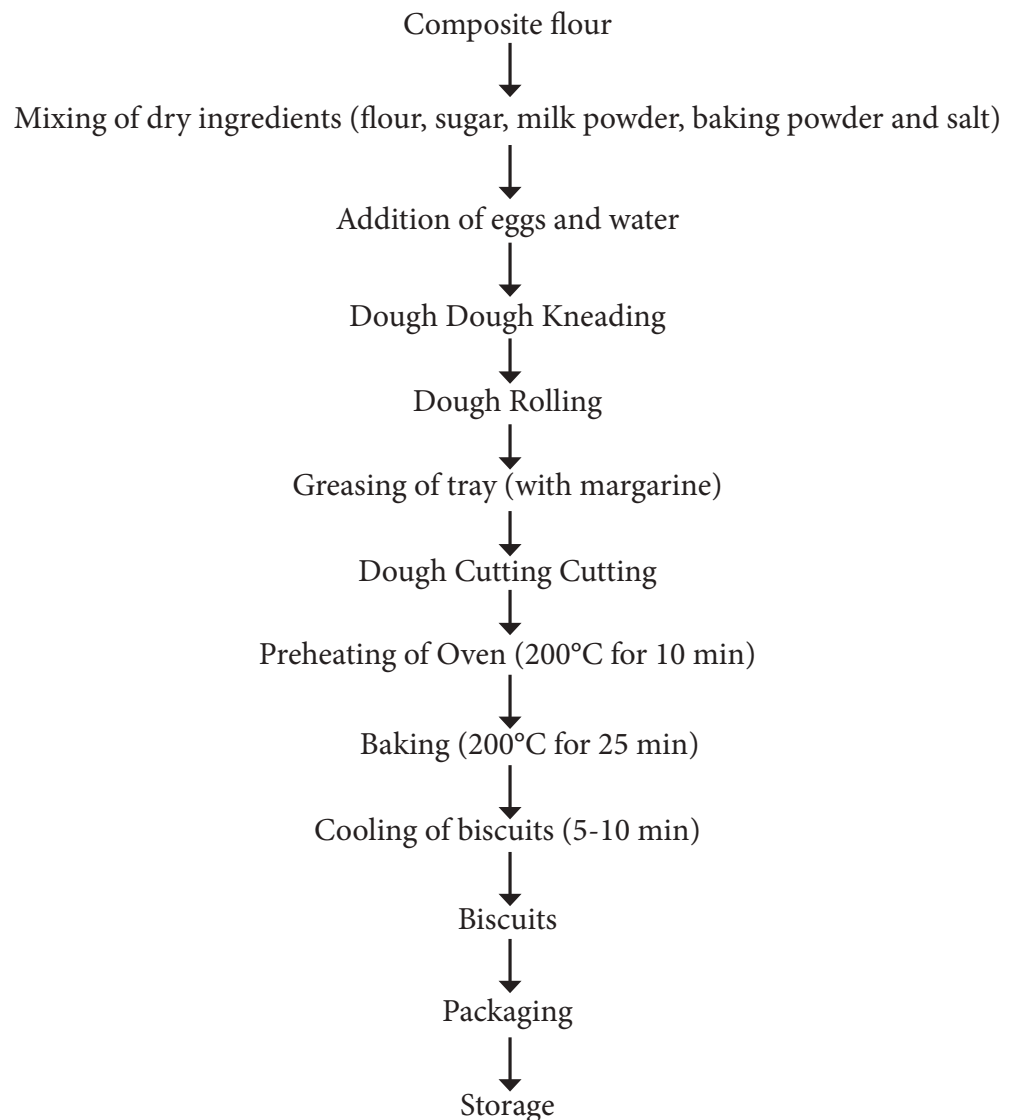 Composite flour
Mixing of dry ingredients (flour, sugar, milk powder, baking powder and salt)
Addition of eggs and water
Dough Dough Kneading
Dough Rolling
Greasing of tray (with margarine)
Dough Cutting Cutting
Preheating of Oven (200°C for 10 min)
Baking (200°C for 25 min)
Cooling of biscuits (5-10 min)
Biscuits
Packaging
Storage